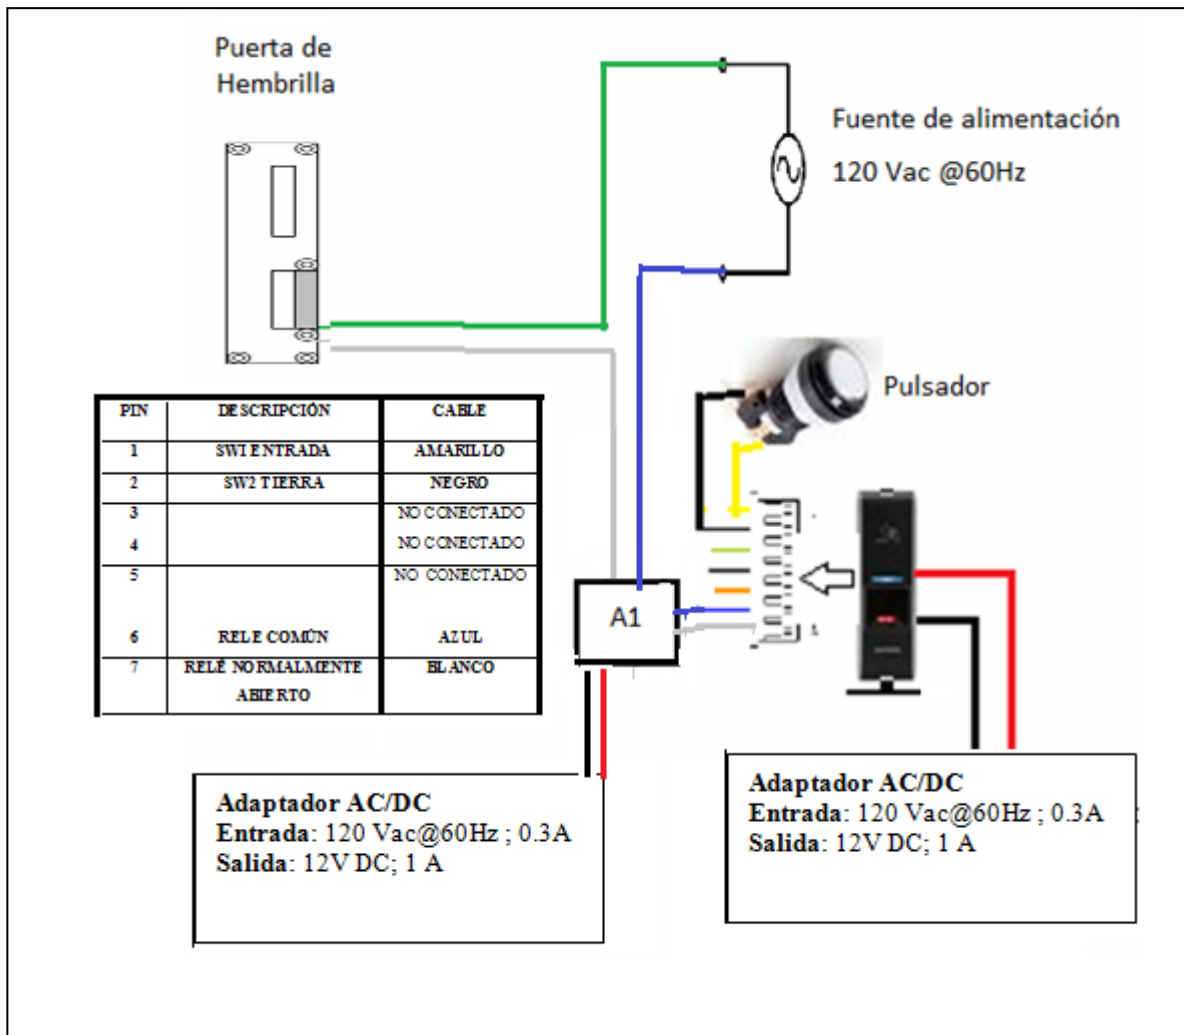 Puerta de
Hembrilla
Fuente de alimentación
120 Vac @60Hz
Pulsador
PIN DESCRIPCIÓN CABLE
1 SW1 ENTRADA AMARILLO
2 SW2 TIERRA NEGRO
3 NO CONECTADO
4 NO CONECTADO
5 NO CONECTADO
6 RELE COMÚN AZUL
7 RELÉ NORMALMENTE BLANCO
ABIERTO
A1
Adaptador AC/DC
Entrada: 120 Vac@60Hz ; 0.3A
Salida: 12V DC; 1 A
Adaptador AC/DC
Entrada: 120 Vac@60Hz ; 0.3A
Salida: 12V DC; 1 A